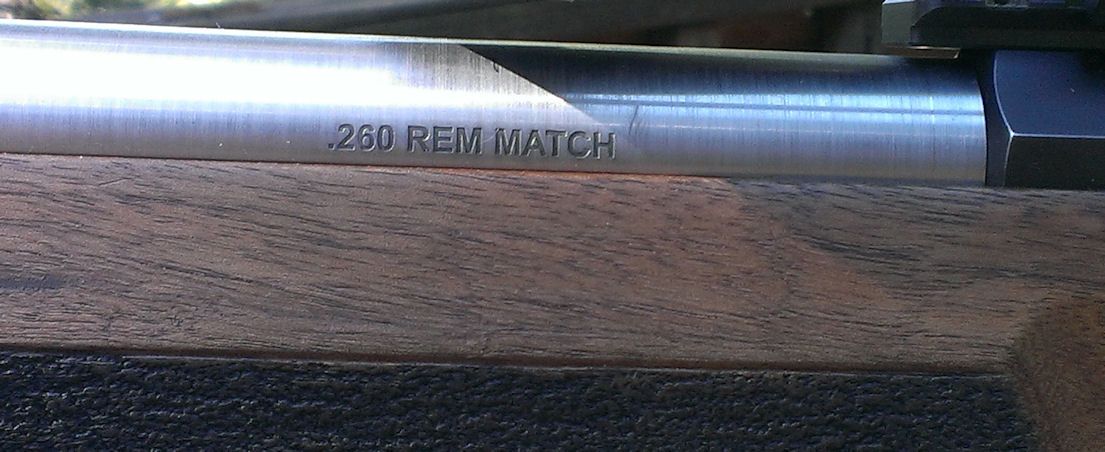 .260 REM MATCH